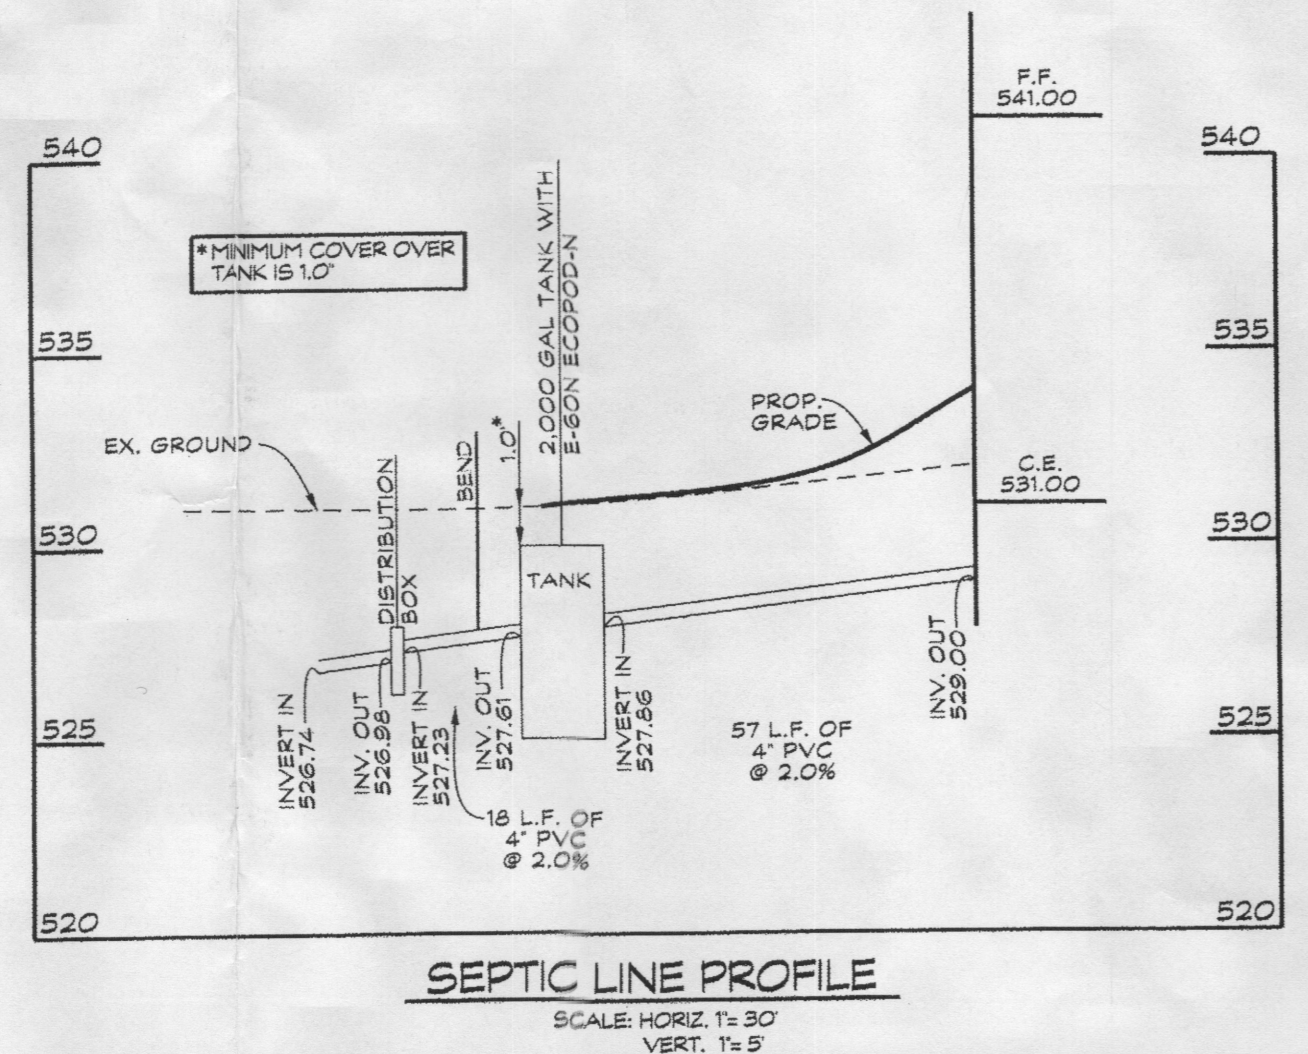 F.F.
541.00
540
540
*MINIMUM COVER OVER
TANK IS 1.0"
2,000 GAL TANK WITH
E-60N ECOPOD-N
535
535
PROP.
GRADE
EX. GROUND
1.0"*
BEND
DISTRIBUTION
BOX
C.E.
531.00
530
530
TANK
INVERT IN
526.74
INV. OUT
526.98
INVERT IN
527.23
INV. OUT
527.61
INVERT IN
527.86
INV. OUT
529.00
525
525
57 L.F. OF
4" PVC
@ 2.0%
18 L.F. OF
4" PVC
@ 2.0%
520
520
SEPTIC LINE PROFILE
SCALE: HORIZ. 1"= 30'
VERT. 1"= 5'